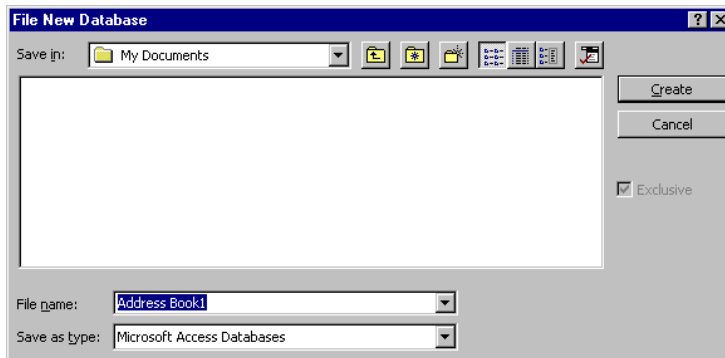 File New Database
Save in: My Documents
Create
Cancel
Exclusive
File name: Address Book1
Save as type: Microsoft Access Databases